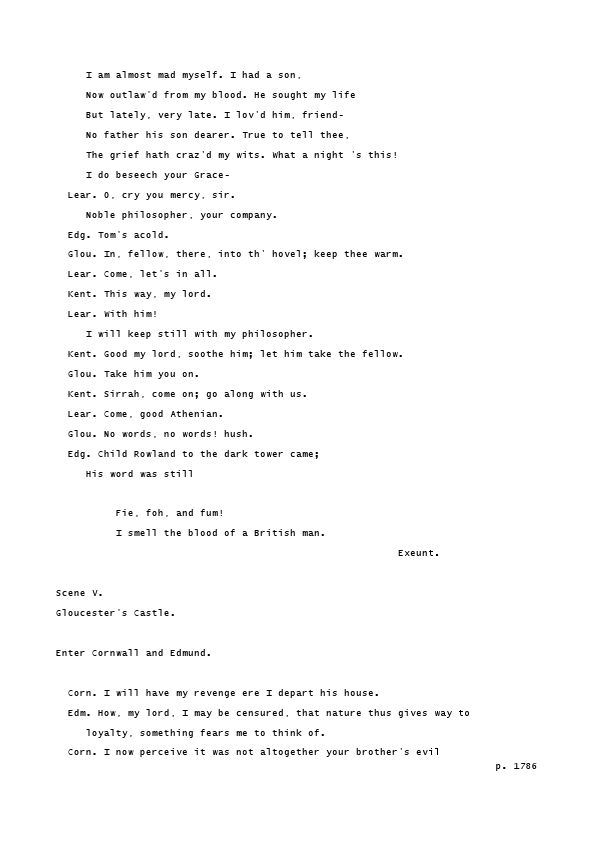 I am almost mad myself. I had a son,
Now outlaw'd from my blood. He sought my life
But lately, very late. I lov'd him, friend-
No father his son dearer. True to tell thee,
The grief hath craz'd my wits. What a night 's this!
I do beseech your Grace-
Lear. O, cry you mercy, sir.
Noble philosopher, your company.
Edg. Tom's acold.
Glou. In, fellow, there, into th' hovel; keep thee warm.
Lear. Come, let's in all.
Kent. This way, my lord.
Lear. With him!
I will keep still with my philosopher.
Kent. Good my lord, soothe him; let him take the fellow.
Glou. Take him you on.
Kent. Sirrah, come on; go along with us.
Lear. Come, good Athenian.
Glou. No words, no words! hush.
Edg. Child Rowland to the dark tower came;
His word was still
Fie, foh, and fum!
I smell the blood of a British man.
Exeunt.
Scene V.
Gloucester's Castle.
Enter Cornwall and Edmund.
Corn. I will have my revenge ere I depart his house.
Edm. How, my lord, I may be censured, that nature thus gives way to
loyalty, something fears me to think of.
Corn. I now perceive it was not altogether your brother's evil
p. 1786